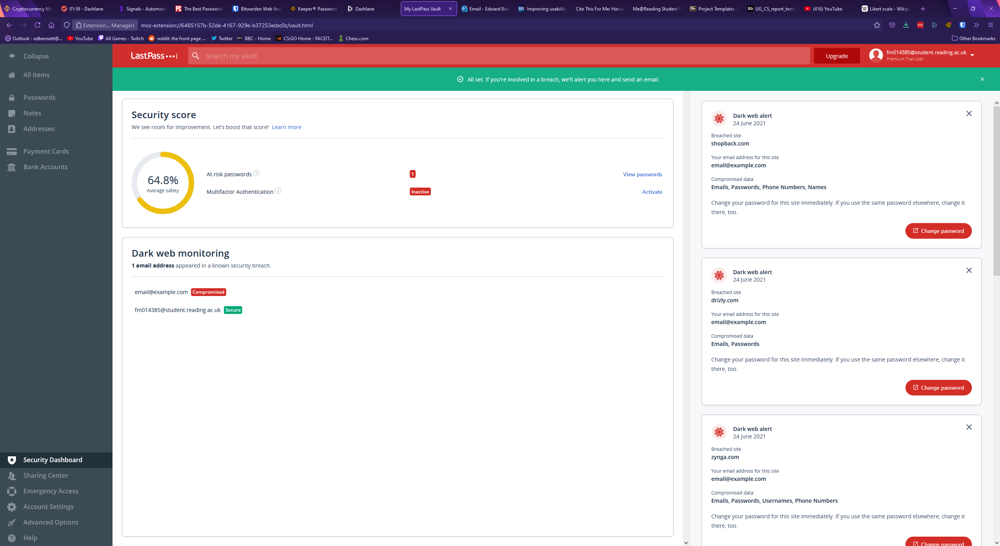 Cryptocurrency Ma
01:59 - Dashlane
Signals - Automate
The Best Password
Bitwarden Web Vau
Keeper® Password
Dashlane
My LastPass Vault
Email - Edward Ben
Improving usability
Cite This For Me: Harva
Me@Reading Student P
Project Templates –
UG_CS_report_temp
(416) YouTube
Likert scale - Wikipe
Extension... Manager)
moz-extension://6485157b-52de-4167-929e-b37253ecbc0c/vault.html
Outlook - edbennett@...
YouTube
All Games - Twitch
reddit: the front page ...
Twitter
BBC - Home
CS:GO Home - FACEIT...
Chess.com
Other Bookmarks
Collapse
All Items
Passwords
Notes
Addresses
Payment Cards
Bank Accounts
Security Dashboard
Sharing Center
Emergency Access
Account Settings
Advanced Options
Help
LastPass
search my vault
Upgrade
fm014385@student.reading.ac.uk
Premium Trial User
All set. If you're involved in a breach, we'll alert you here and send an email.
Security score
We see room for improvement. Let's boost that score! Learn more
64.8%
Average safety
At-risk passwords
1
View passwords
Multifactor Authentication
Inactive
Activate
Dark web monitoring
1 email address appeared in a known security breach.
email@example.com Compromised
fm014385@student.reading.ac.uk Secure
Dark web alert
24 June 2021
Breached site
shopback.com
Your email address for this site
email@example.com
Compromised data
Emails, Passwords, Phone Numbers, Names
Change your password for this site immediately. If you use the same password elsewhere, change it
there, too.
Change password
Dark web alert
24 June 2021
Breached site
drizly.com
Your email address for this site
email@example.com
Compromised data
Emails, Passwords
Change your password for this site immediately. If you use the same password elsewhere, change it
there, too.
Change password
Dark web alert
24 June 2021
Breached site
zynga.com
Your email address for this site
email@example.com
Compromised data
Emails, Passwords, Usernames, Phone Numbers
Change your password for this site immediately. If you use the same password elsewhere, change it
there, too.
Change password